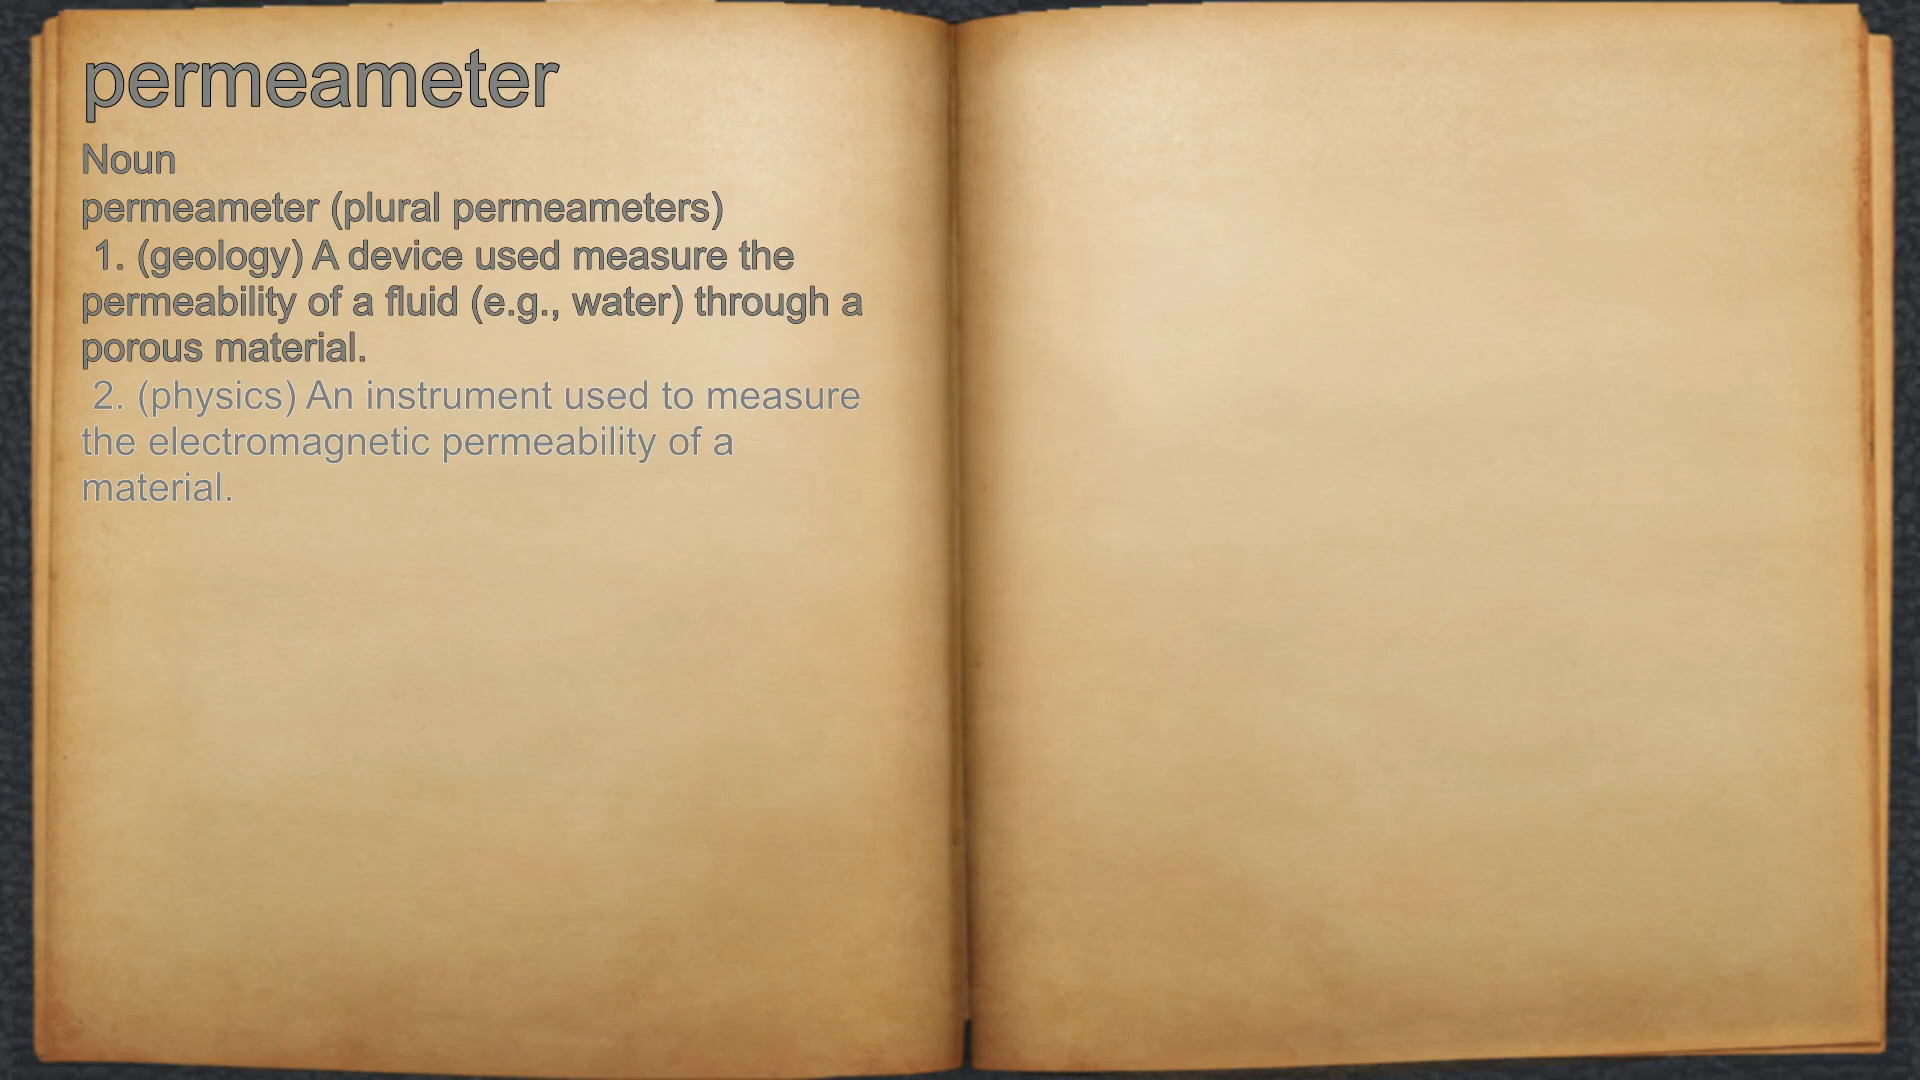 permeameter
Noun
permeameter (plural permeameters)
1. (geology) A device used measure the
permeability of a fluid (e.g., water) through a
porous material.
2. (physics) An instrument used to measure
the electromagnetic permeability of a
material.